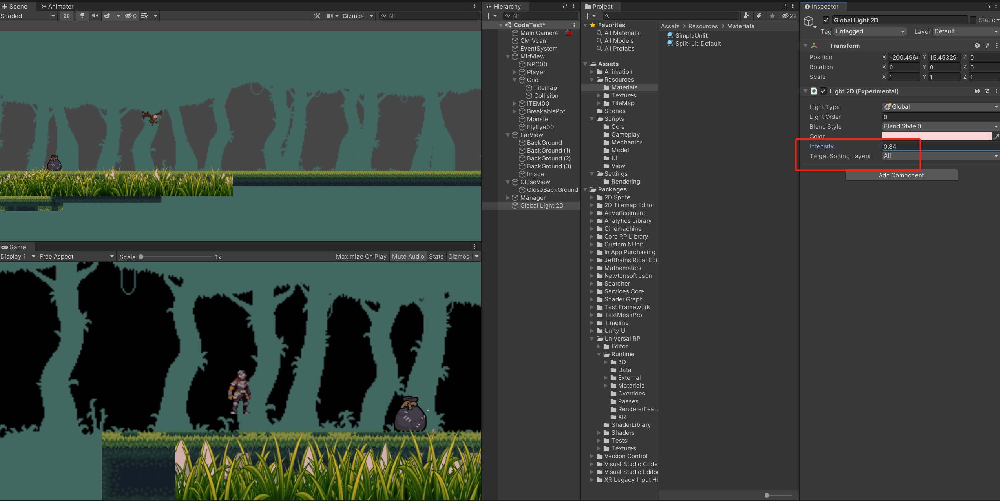 Scene
Animator
Shaded
2D
0
Gizmos
All
Game
Display 1
Free Aspect
Scale
1x
Maximize On Play
Mute Audio
Stats
Gizmos
Hierarchy
All
CodeTest*
Main Camera
CM Vcam
EventSystem
MidView
NPC00
Player
Grid
Tilemap
Collision
ITEM00
BreakablePot
Monster
FlyEye00
FarView
BackGround
BackGround (1)
BackGround (2)
BackGround (3)
Image
CloseView
CloseBackGround
Manager
Global Light 2D
Project
22
Favorites
All Materials
All Models
All Prefabs
Assets
Animation
Resources
Materials
Textures
TileMap
Scenes
Scripts
Core
Gameplay
Mechanics
Model
UI
View
Settings
Rendering
Packages
2D Sprite
2D Tilemap Editor
Advertisement
Analytics Library
Cinemachine
Core RP Library
Custom NUnit
In App Purchasing
JetBrains Rider Edi
Mathematics
Newtonsoft Json
Searcher
Services Core
Shader Graph
Test Framework
TextMeshPro
Timeline
Unity UI
Universal RP
Editor
Runtime
2D
Data
External
Materials
Overrides
Passes
RendererFeatu
XR
ShaderLibrary
Shaders
Tests
Textures
Version Control
Visual Studio Code
Visual Studio Editor
XR Legacy Input He
Assets > Resources > Materials
SimpleUnlit
Split-Lit_Default
Inspector
Global Light 2D
Static
Tag Untagged Layer Default
Transform
Position X -209.4964 Y 15.45329 Z 0
Rotation X 0 Y 0 Z 0
Scale X 1 Y 1 Z 1
Light 2D (Experimental)
Light Type Global
Light Order 0
Blend Style Blend Style 0
Color
Intensity 0.84
Target Sorting Layers All
Add Component